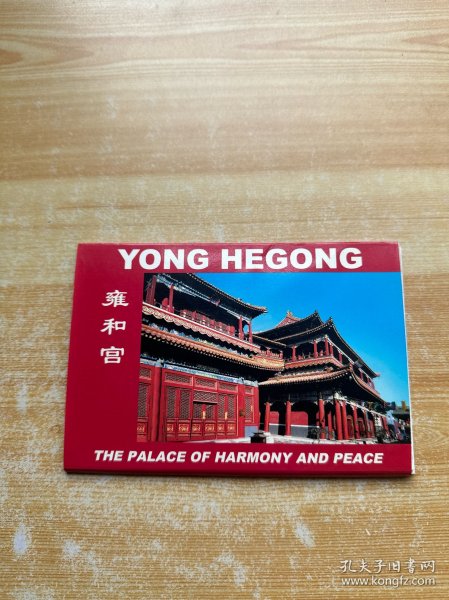 YONG HEGONG
雍
和
宫
THE PALACE OF HARMONY AND PEACE
孔夫子旧书网
www.kongfz.com